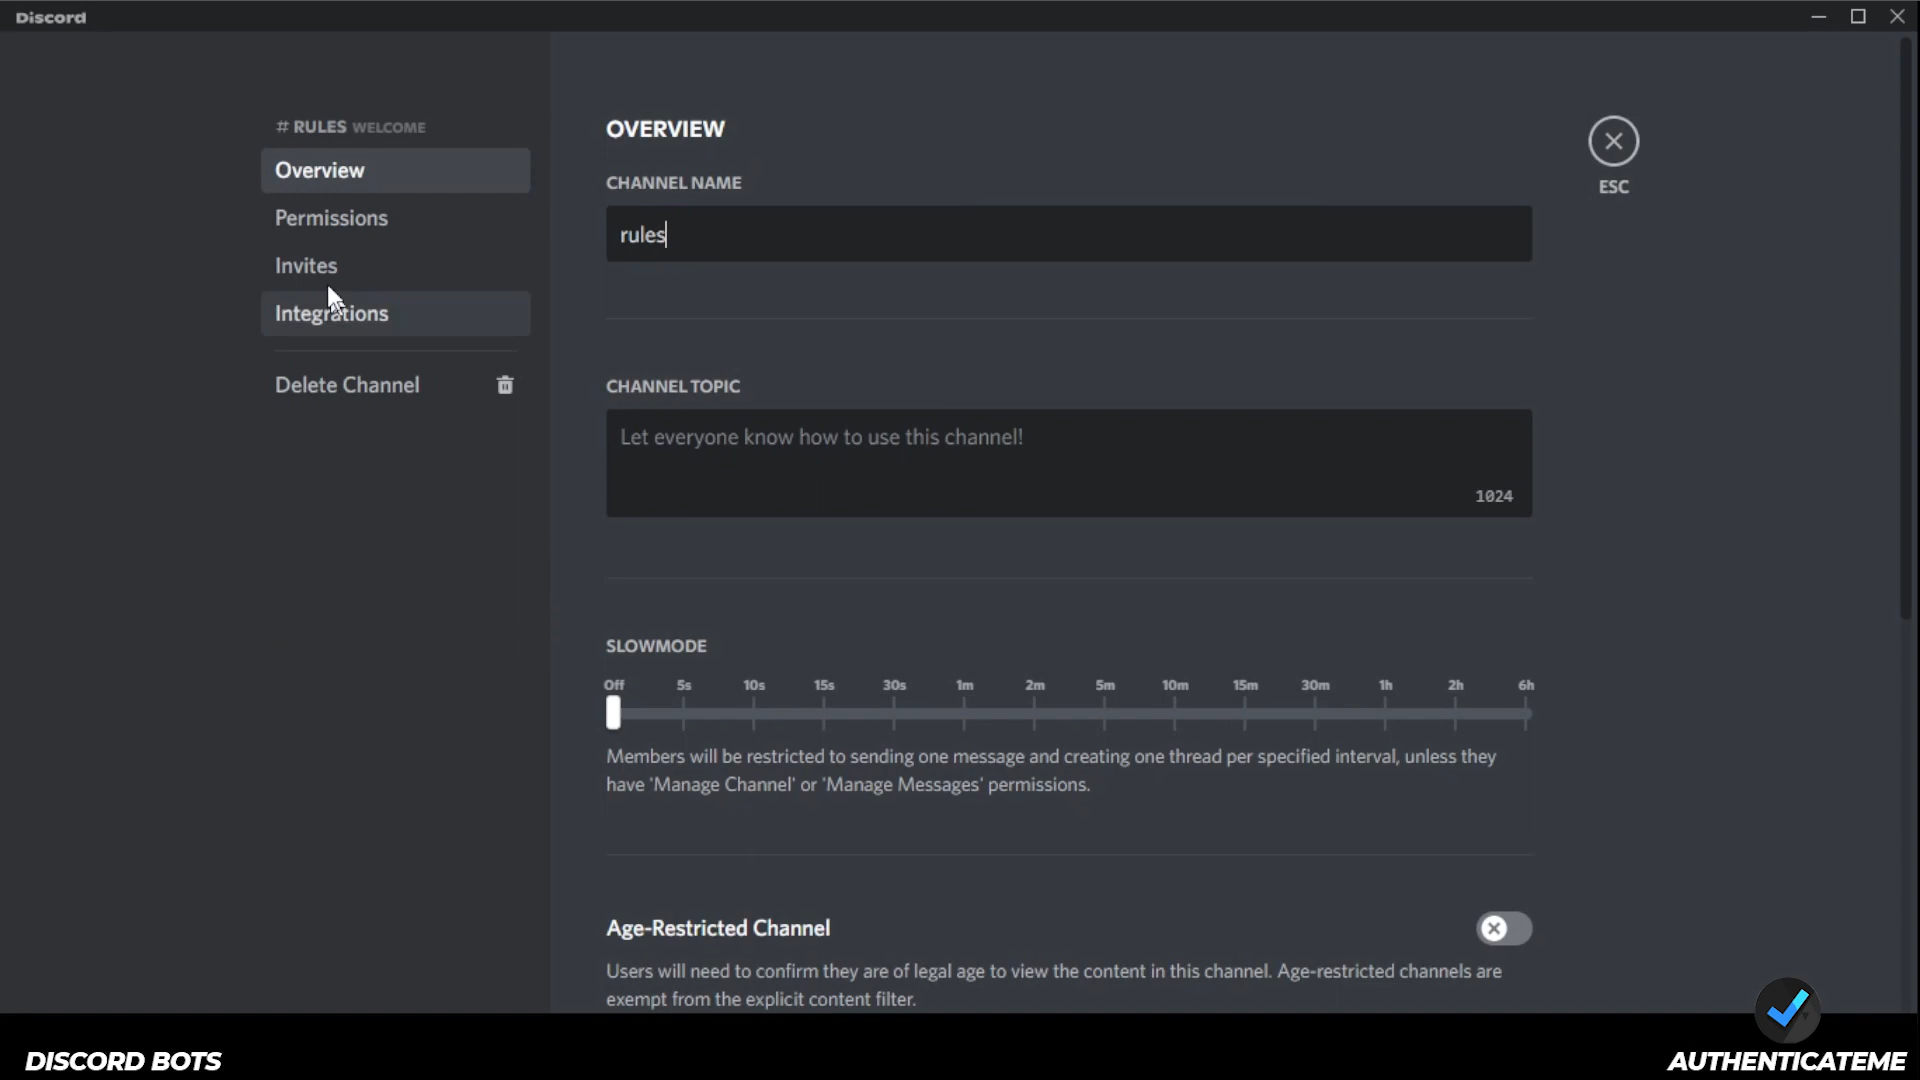 Discord
# RULES WELCOME
Overview
Permissions
Invites
Integrations
Delete Channel
OVERVIEW
CHANNEL NAME
rules
ESC
CHANNEL TOPIC
Let everyone know how to use this channel!
1024
SLOWMODE
Off 5s 10s 15s 30s 1m 2m 5m 10m 15m 30m 1h 2h 6h
Members will be restricted to sending one message and creating one thread per specified interval, unless they
have 'Manage Channel' or 'Manage Messages' permissions.
Age-Restricted Channel
Users will need to confirm they are of legal age to view the content in this channel. Age-restricted channels are
exempt from the explicit content filter.
DISCORD BOTS
AUTHENTICATEME